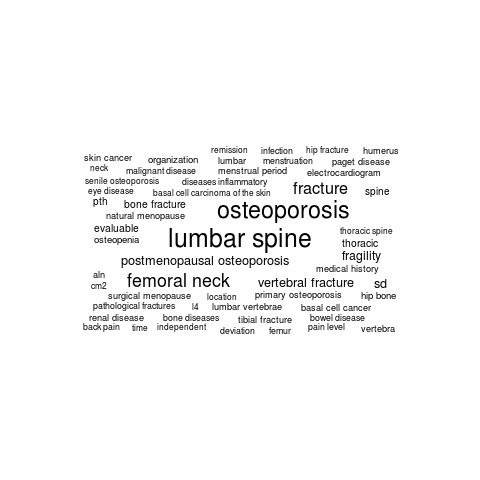 remission infection hip fracture humerus
skin cancer organization lumbar menstruation paget disease
neck malignant disease menstrual period electrocardiogram
senile osteoporosis diseases inflammatory
eye disease basal cell carcinoma of the skin fracture spine
pth bone fracture osteoporosis
natural menopause
evaluable lumbar spine thoracic spine
osteopenia thoracic
postmenopausal osteoporosis fragility
medical history
aln femoral neck vertebral fracture sd
cm2
surgical menopause location primary osteoporosis hip bone
pathological fractures l4 lumbar vertebrae basal cell cancer
renal disease bone diseases tibial fracture bowel disease
back pain time independent deviation femur pain level vertebra